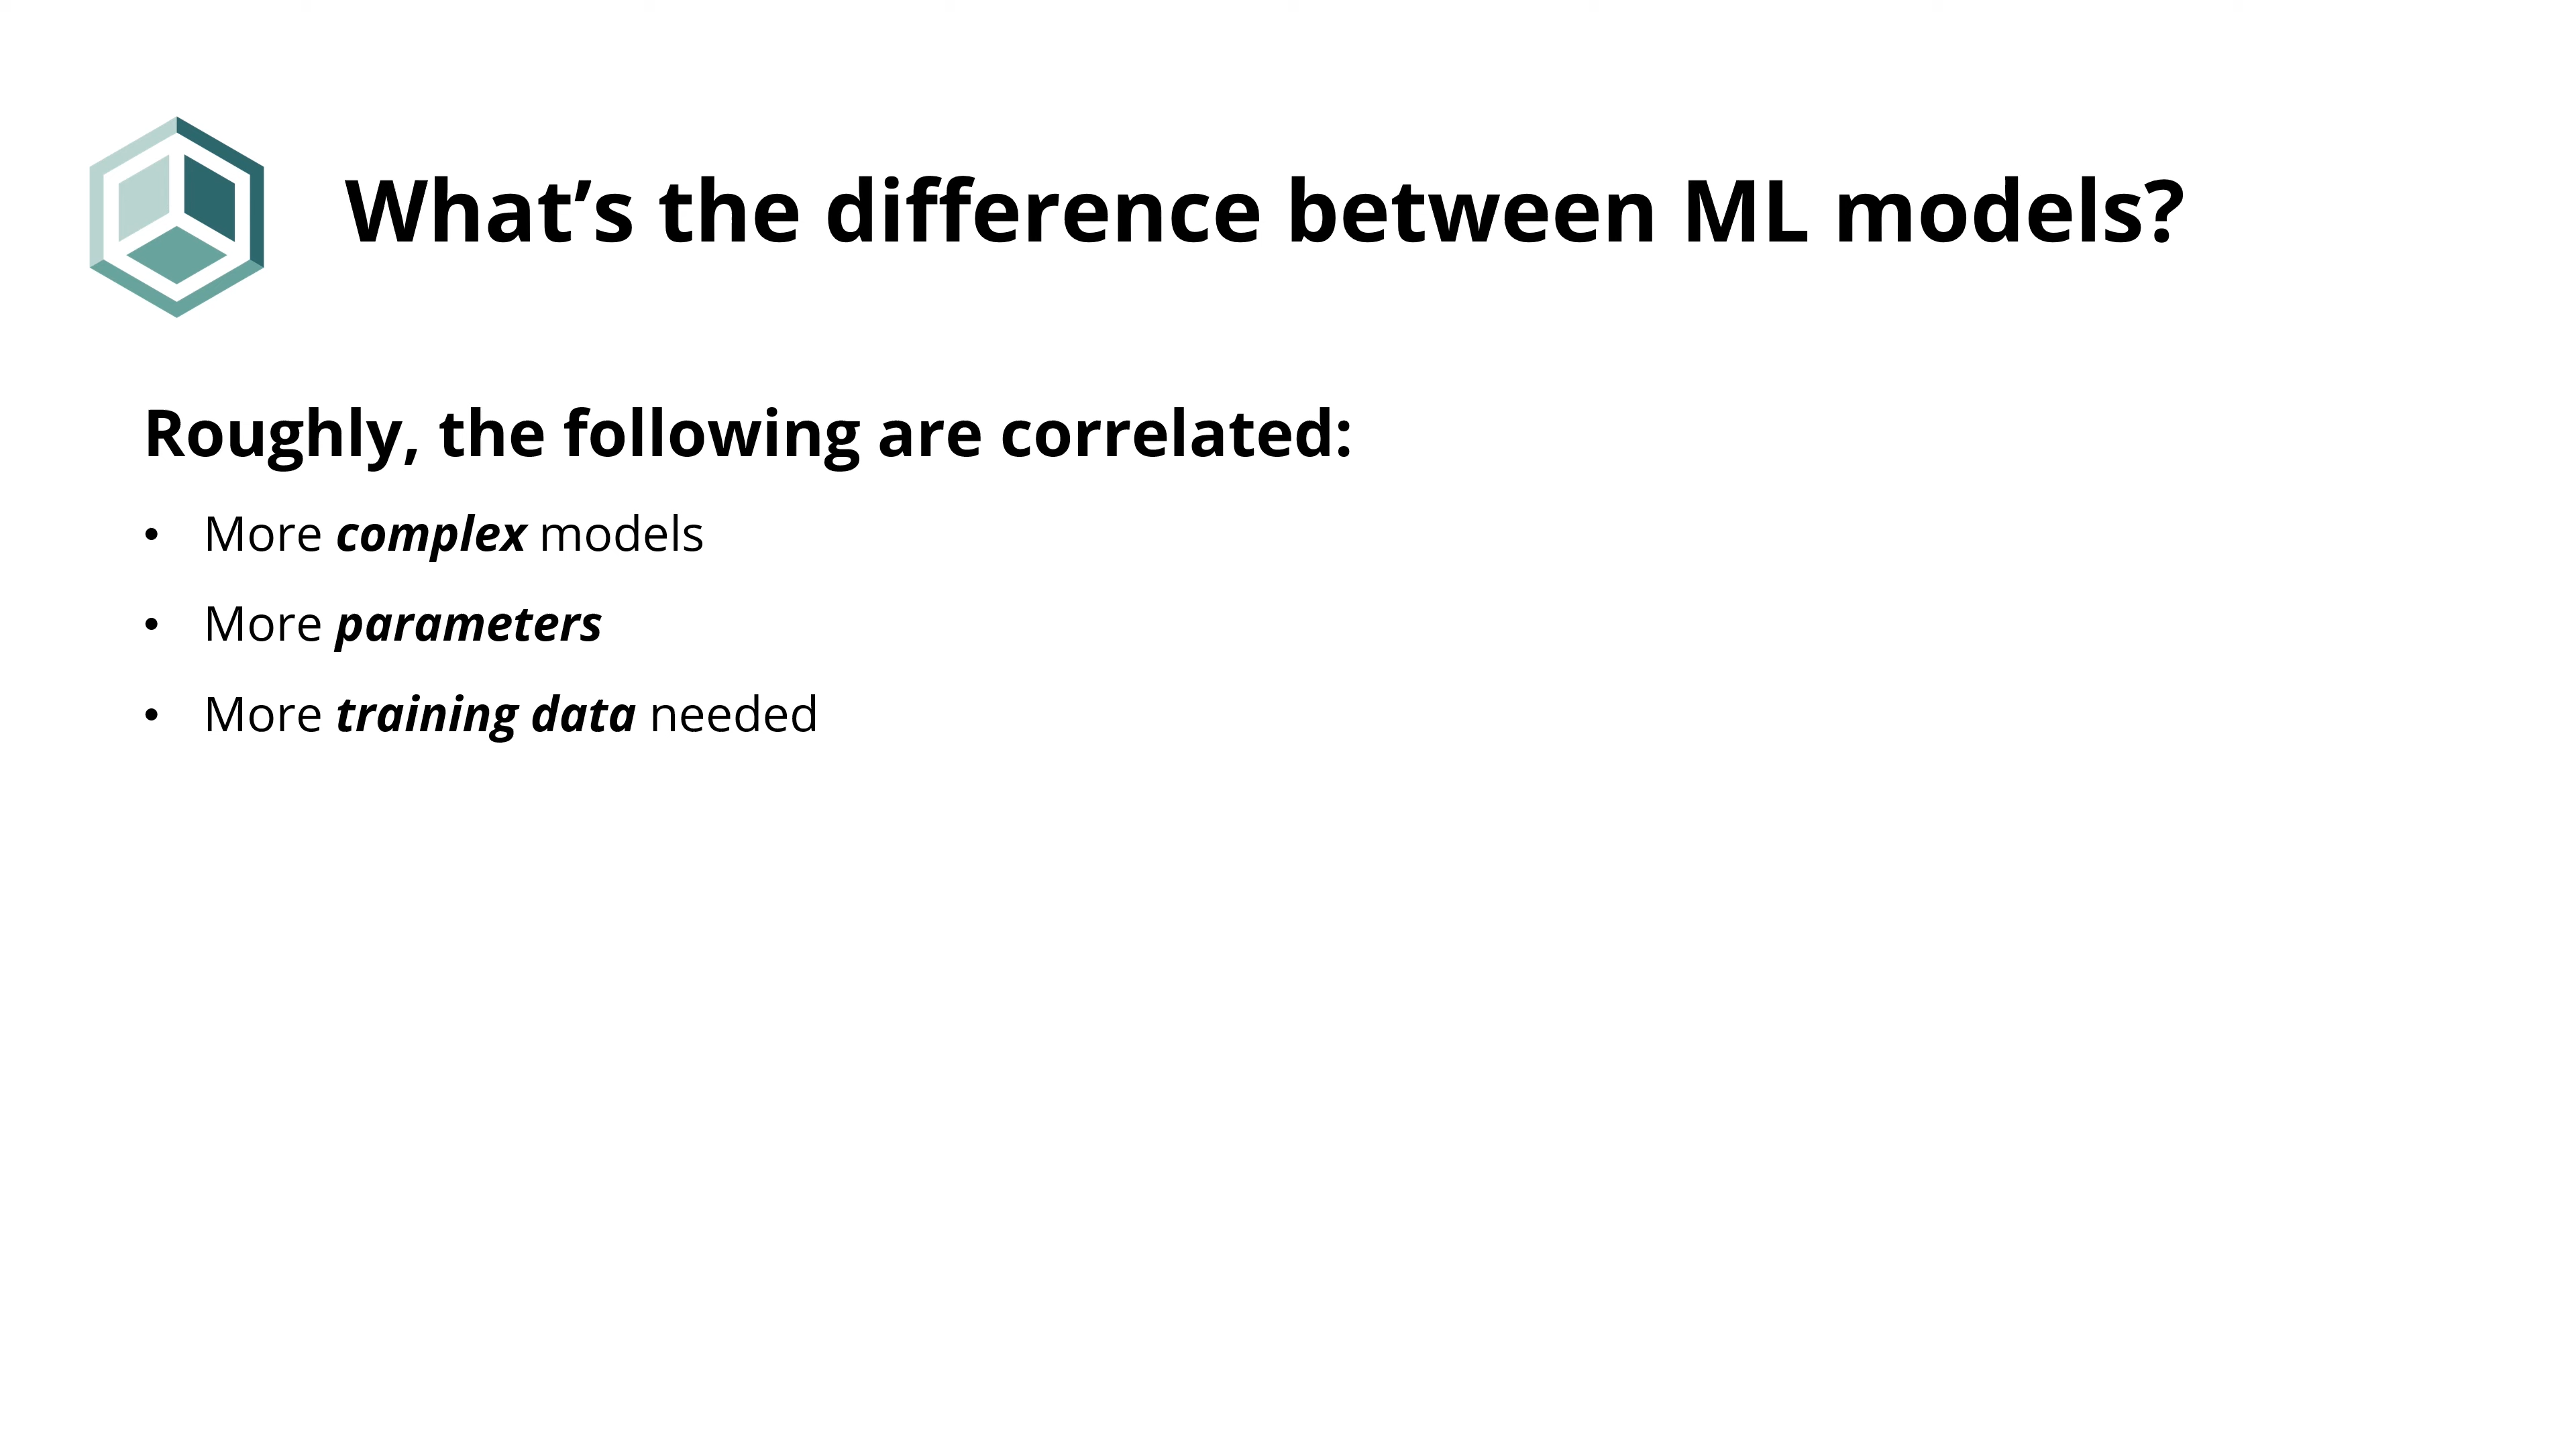 What’s the difference between ML models?
Roughly, the following are correlated:
• More complex models
• More parameters
• More training data needed